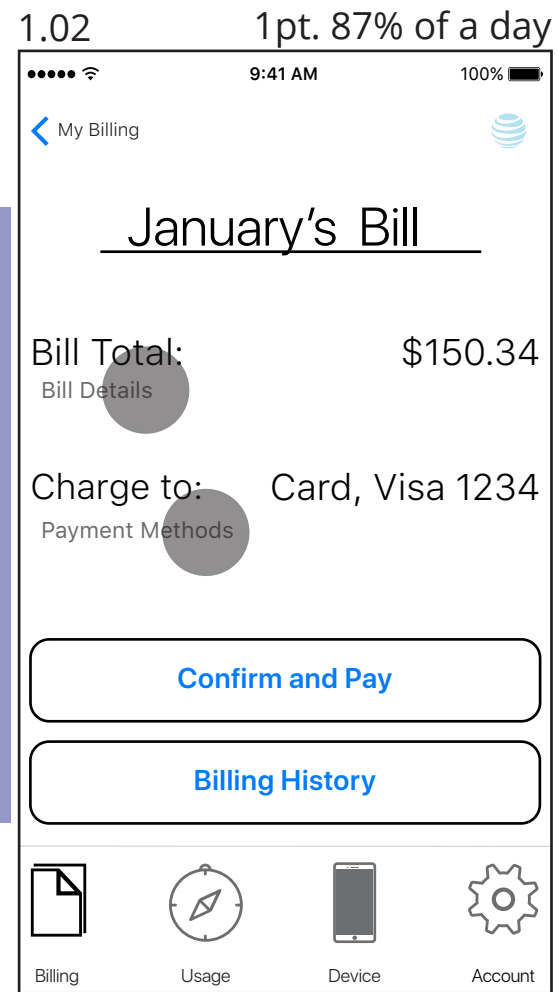 1.02 1pt. 87% of a day
9:41 AM 100%
My Billing
January's Bill
Bill Total: $150.34
Bill Details
Charge to: Card, Visa 1234
Payment Methods
Confirm and Pay
Billing History
Billing Usage Device Account